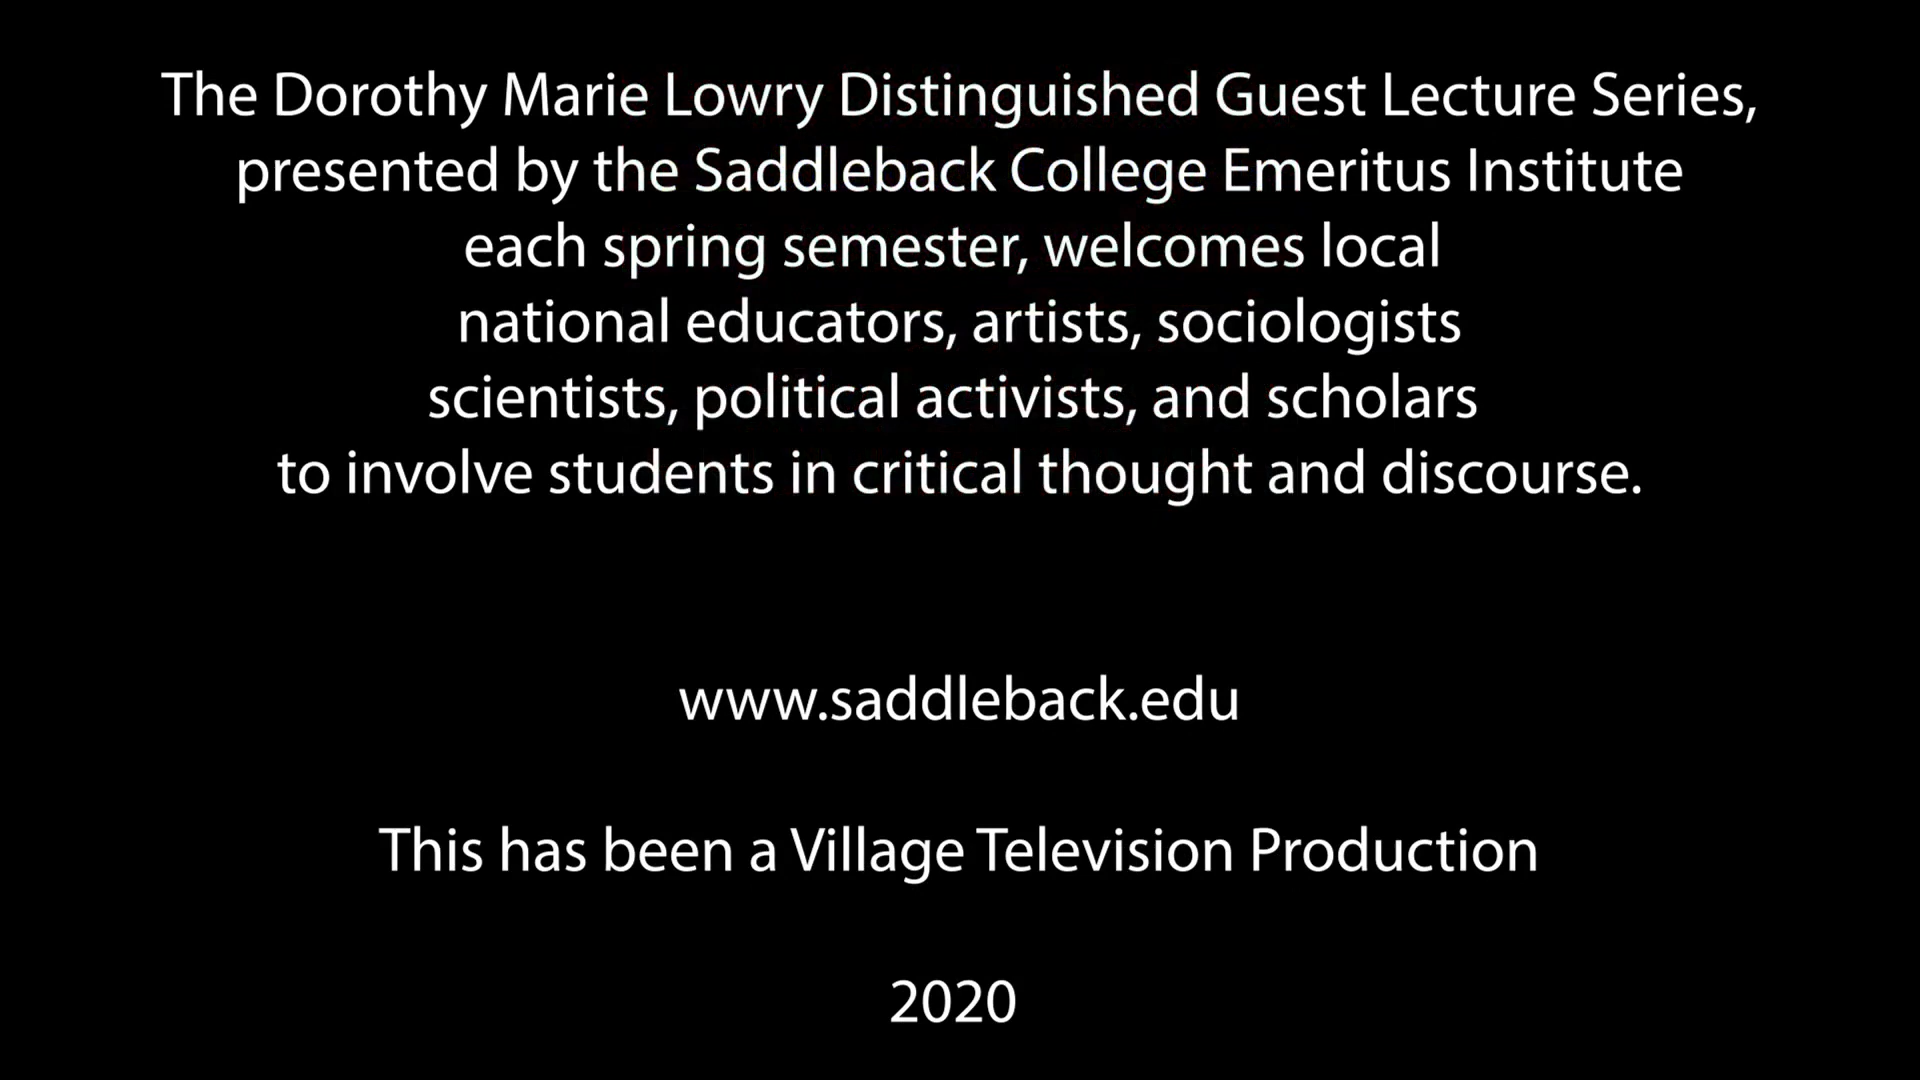 The Dorothy Marie Lowry Distinguished Guest Lecture Series,
presented by the Saddleback College Emeritus Institute
each spring semester, welcomes local
national educators, artists, sociologists
scientists, political activists, and scholars
to involve students in critical thought and discourse.
www.saddleback.edu
This has been a Village Television Production
2020